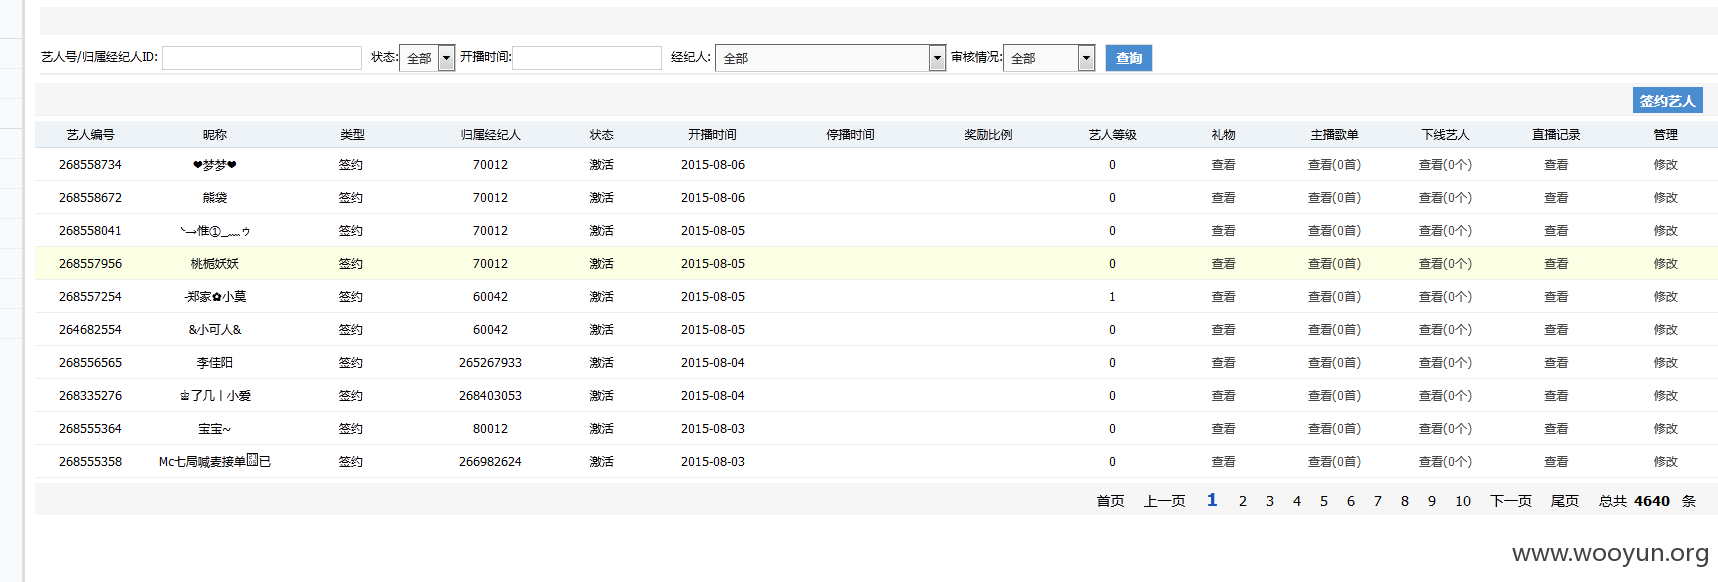 艺人号/归属经纪人ID: 状态: 全部 开播时间: 经纪人: 全部 审核情况: 全部 查询
签约艺人
艺人编号 昵称 类型 归属经纪人 状态 开播时间 停播时间 奖励比例 艺人等级 礼物 主播歌单 下线艺人 直播记录 管理
268558734 ❤梦梦❤ 签约 70012 激活 2015-08-06 0 查看 查看(0首) 查看(0个) 查看 修改
268558672 熊袋 签约 70012 激活 2015-08-06 0 查看 查看(0首) 查看(0个) 查看 修改
268558041 ╰→惟①_灬ゥ 签约 70012 激活 2015-08-05 0 查看 查看(0首) 查看(0个) 查看 修改
268557956 桃栀妖妖 签约 70012 激活 2015-08-05 0 查看 查看(0首) 查看(0个) 查看 修改
268557254 -郑家✿小莫 签约 60042 激活 2015-08-05 1 查看 查看(0首) 查看(0个) 查看 修改
264682554 &小可人& 签约 60042 激活 2015-08-05 0 查看 查看(0首) 查看(0个) 查看 修改
268556565 李佳阳 签约 265267933 激活 2015-08-04 0 查看 查看(0首) 查看(0个) 查看 修改
268335276 ♔了几丨小爱 签约 268403053 激活 2015-08-04 0 查看 查看(0首) 查看(0个) 查看 修改
268555364 宝宝~ 签约 80012 激活 2015-08-03 0 查看 查看(0首) 查看(0个) 查看 修改
268555358 Mc七局喊麦接单已 签约 266982624 激活 2015-08-03 0 查看 查看(0首) 查看(0个) 查看 修改
首页 上一页 1 2 3 4 5 6 7 8 9 10 下一页 尾页 总共 4640 条
www.wooyun.org